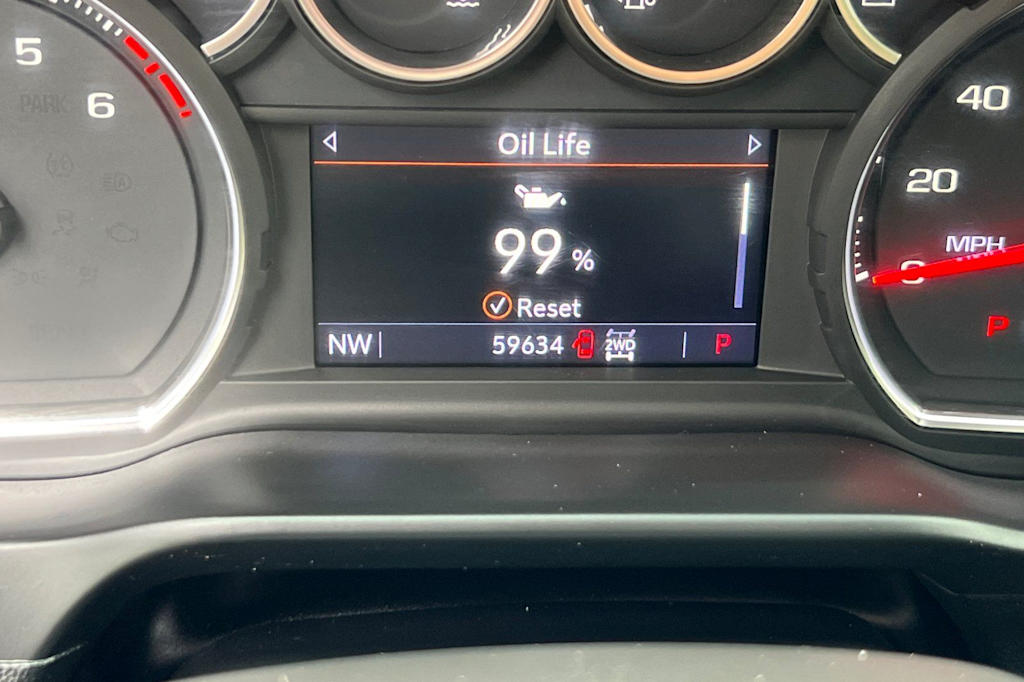 5
6
PARK
40
20
MPH
0
P
Oil Life
99 %
Reset
NW 59634 2WD P